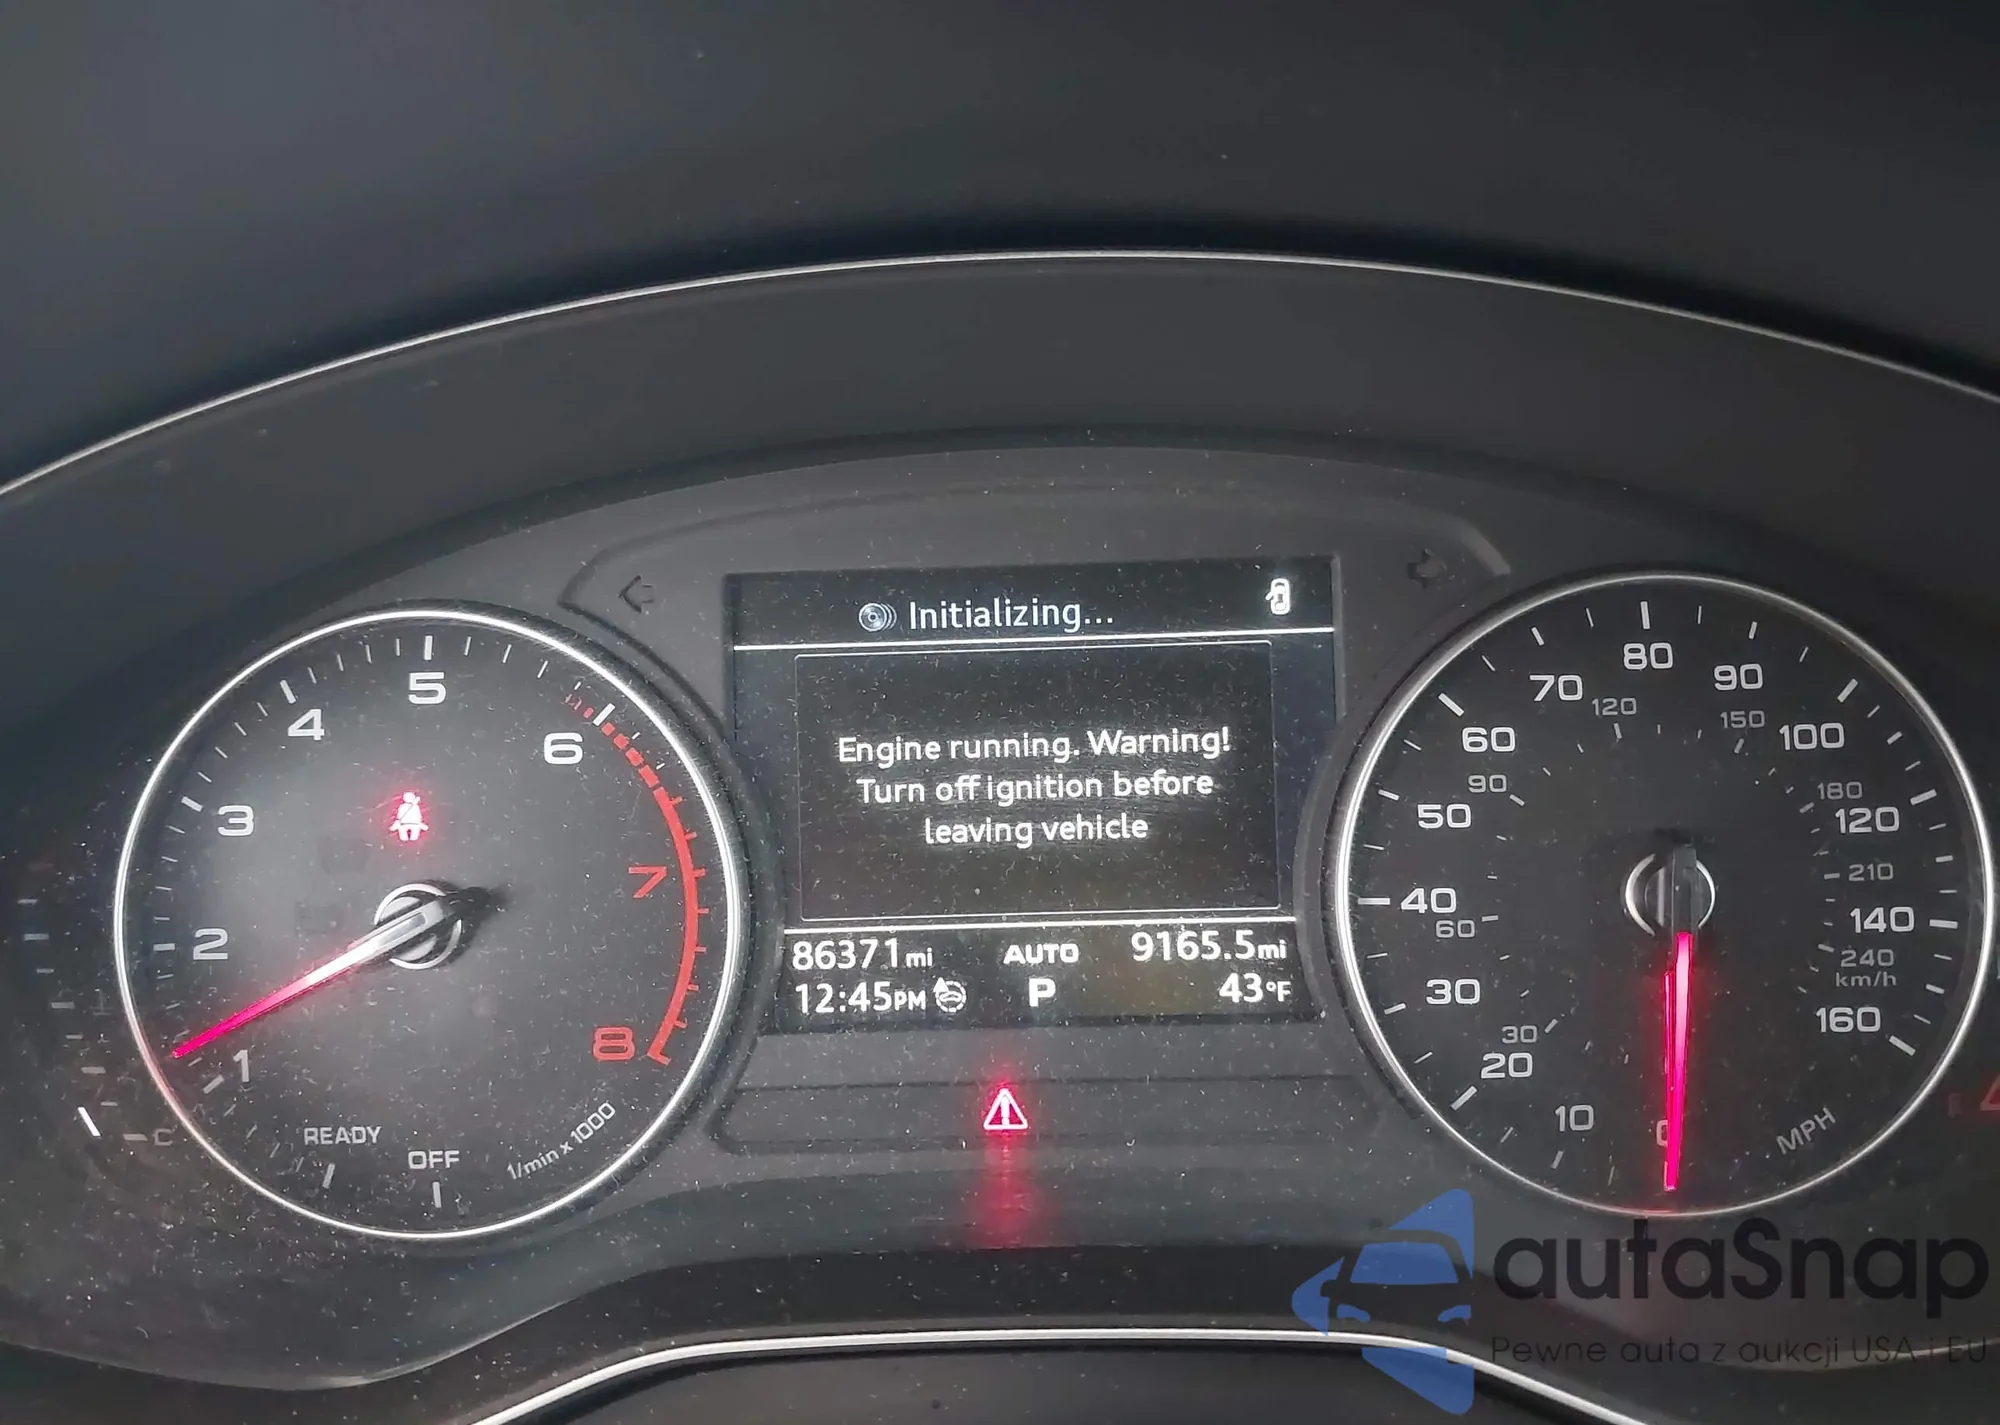 Initializing...
Engine running. Warning!
Turn off ignition before
leaving vehicle
86371mi AUTO 9165.5mi
12:45PM P 43°F
1 2 3 4 5 6 7 8
READY
OFF
1/min x 1000
C
0 10 20 30 40 50 60 70 80 90 100 120 140 160
30 60 90 120 150 180 210 240
km/h
MPH
autaSnap
Pewne auta z aukcji USA i EU